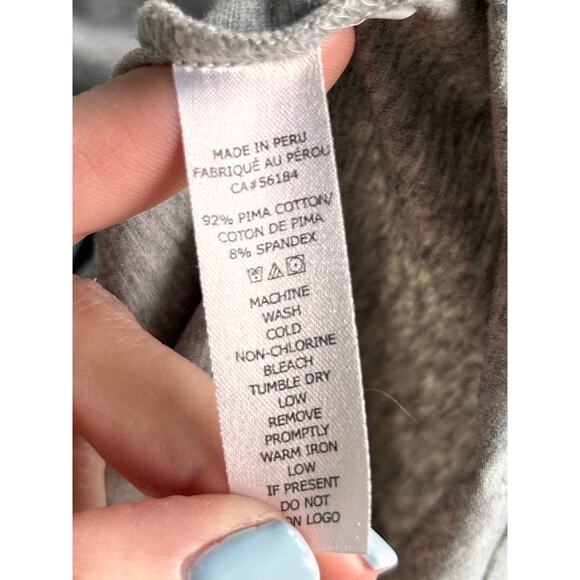 MADE IN PERU
FABRIQUÉ AU PÉROU
CA#56184
92% PIMA COTTON/
COTON DE PIMA
8% SPANDEX
MACHINE
WASH
COLD
NON-CHLORINE
BLEACH
TUMBLE DRY
LOW
REMOVE
PROMPTLY
WARM IRON
LOW
IF PRESENT
DO NOT
LOGO